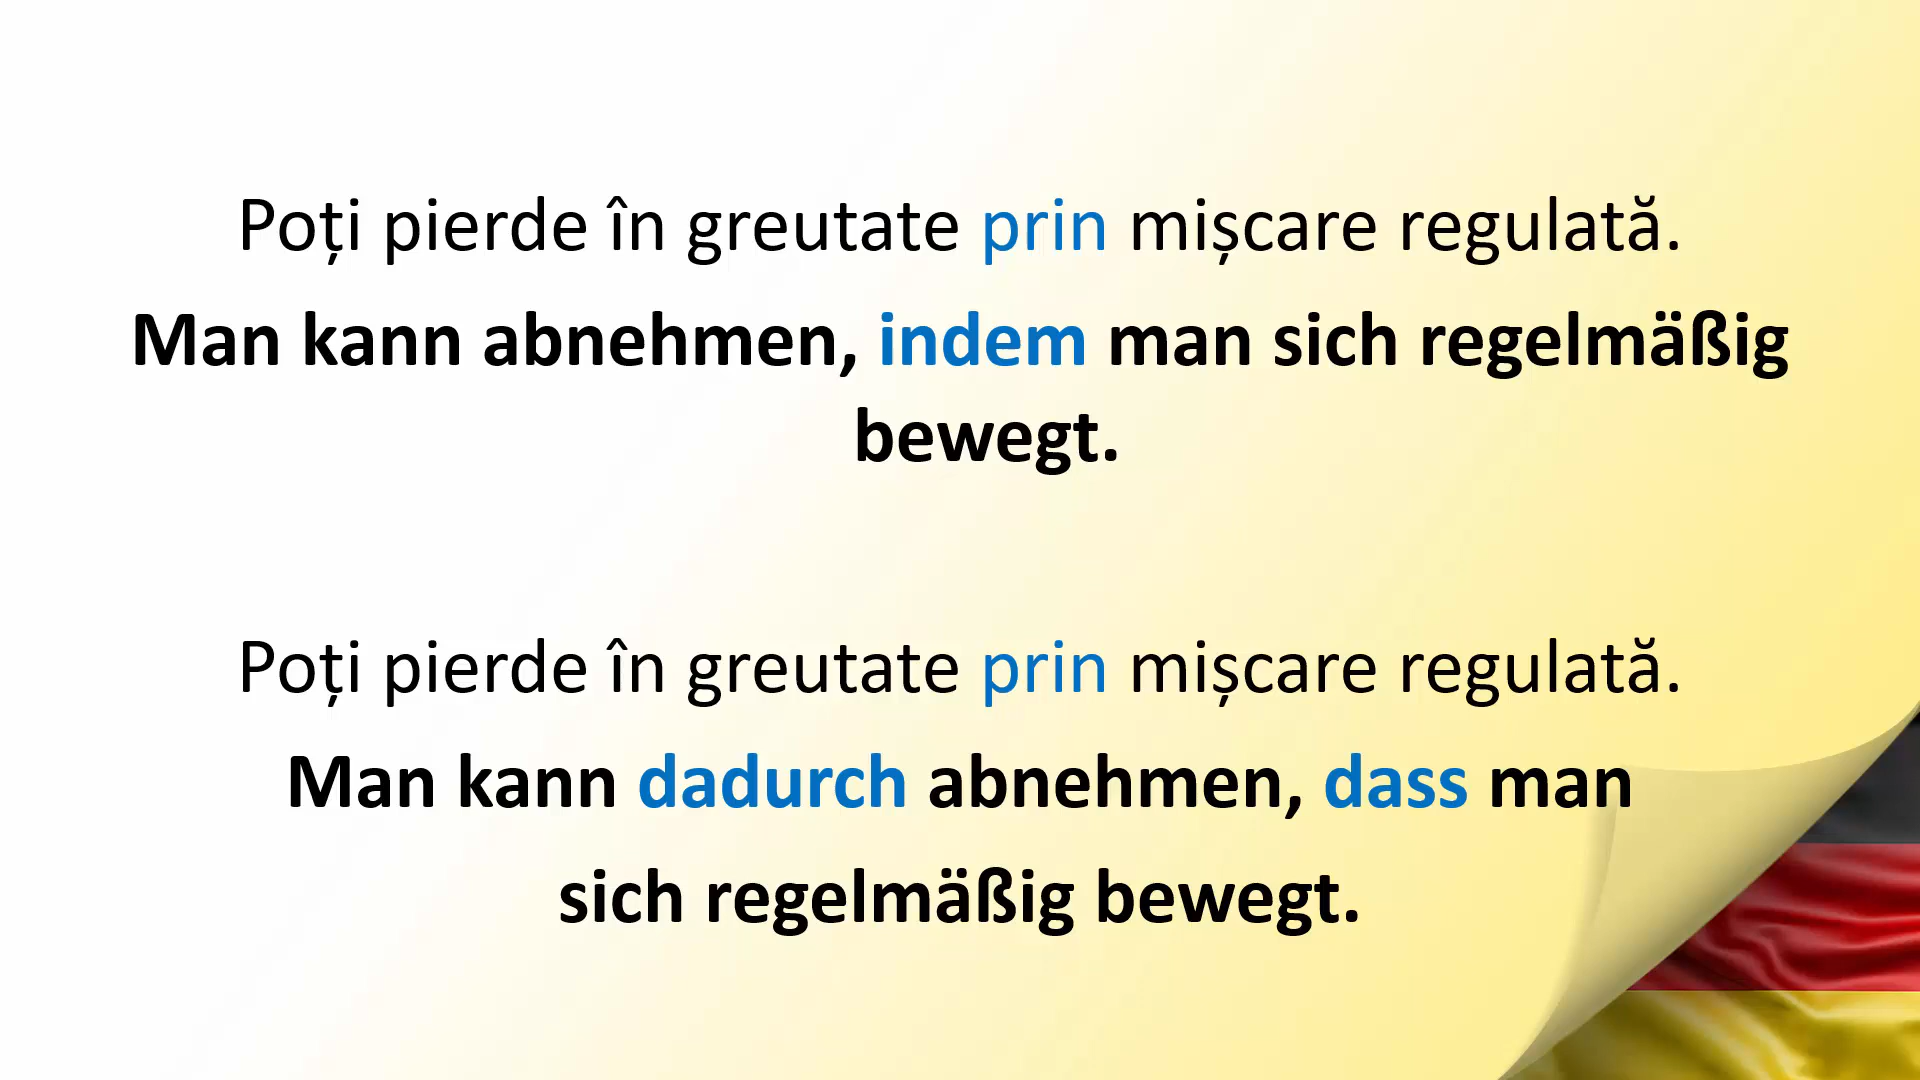 Poți pierde în greutate prin mișcare regulată.
Man kann abnehmen, indem man sich regelmäßig
bewegt.
Poți pierde în greutate prin mișcare regulată.
Man kann dadurch abnehmen, dass man
sich regelmäßig bewegt.